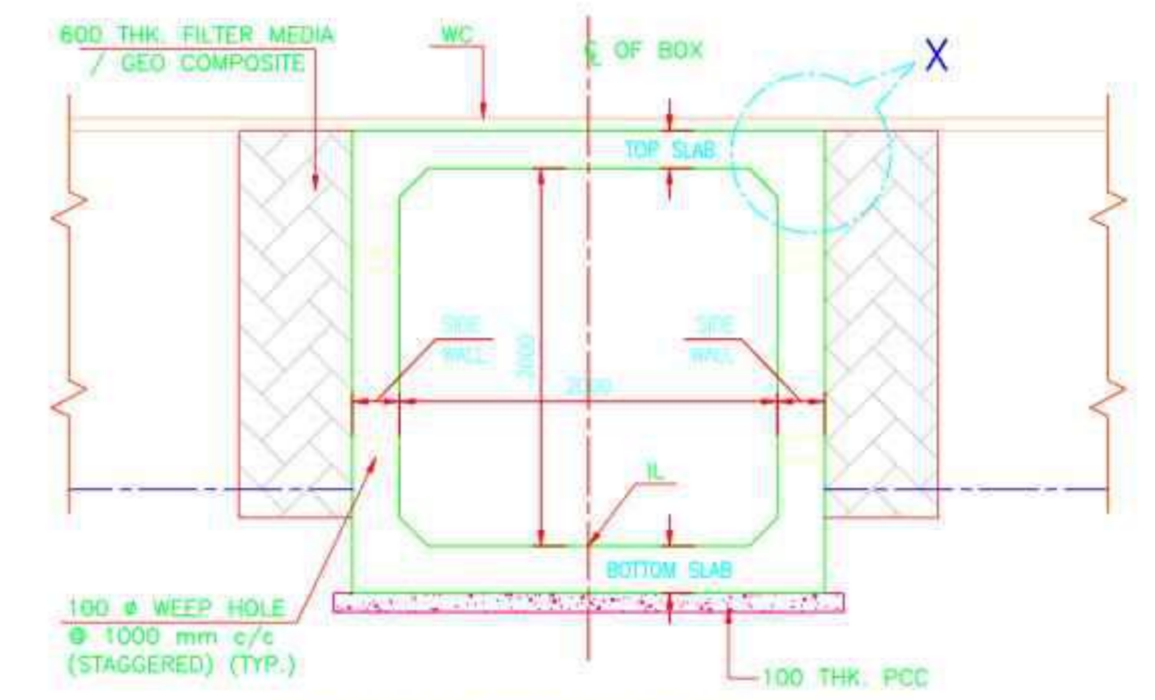 600 THK. FILTER MEDIA
/ GEO COMPOSITE
WC
℄ OF BOX
X
TOP SLAB
SIDE
WALL
SIDE
WALL
2000
IL
BOTTOM SLAB
100 ø WEEP HOLE
@ 1000 mm c/c
(STAGGERED) (TYP.)
100 THK. PCC